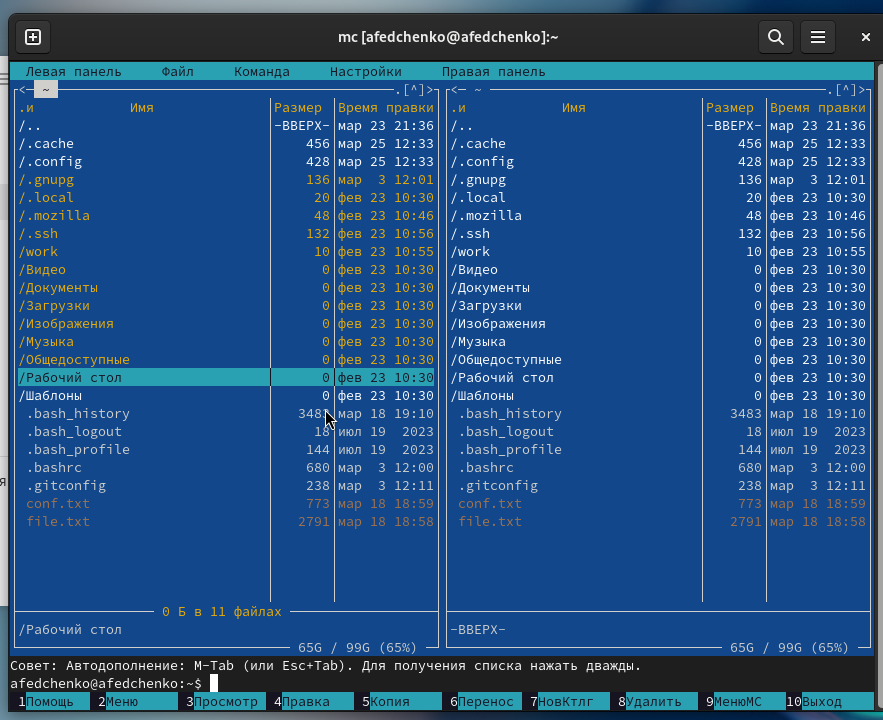 mc [afedchenko@afedchenko]:~
Левая панель Файл Команда Настройки Правая панель
<— ~ .[^]> <— ~ .[^]>
.и Имя Размер Время правки .и Имя Размер Время правки
/.. -ВВЕРХ- мар 23 21:36 /.. -ВВЕРХ- мар 23 21:36
/.cache 456 мар 25 12:33 /.cache 456 мар 25 12:33
/.config 428 мар 25 12:33 /.config 428 мар 25 12:33
/.gnupg 136 мар 3 12:01 /.gnupg 136 мар 3 12:01
/.local 20 фев 23 10:30 /.local 20 фев 23 10:30
/.mozilla 48 фев 23 10:46 /.mozilla 48 фев 23 10:46
/.ssh 132 фев 23 10:56 /.ssh 132 фев 23 10:56
/work 10 фев 23 10:55 /work 10 фев 23 10:55
/Видео 0 фев 23 10:30 /Видео 0 фев 23 10:30
/Документы 0 фев 23 10:30 /Документы 0 фев 23 10:30
/Загрузки 0 фев 23 10:30 /Загрузки 0 фев 23 10:30
/Изображения 0 фев 23 10:30 /Изображения 0 фев 23 10:30
/Музыка 0 фев 23 10:30 /Музыка 0 фев 23 10:30
/Общедоступные 0 фев 23 10:30 /Общедоступные 0 фев 23 10:30
/Рабочий стол 0 фев 23 10:30 /Рабочий стол 0 фев 23 10:30
/Шаблоны 0 фев 23 10:30 /Шаблоны 0 фев 23 10:30
.bash_history 3483 мар 18 19:10 .bash_history 3483 мар 18 19:10
.bash_logout 18 июл 19 2023 .bash_logout 18 июл 19 2023
.bash_profile 144 июл 19 2023 .bash_profile 144 июл 19 2023
.bashrc 680 мар 3 12:00 .bashrc 680 мар 3 12:00
.gitconfig 238 мар 3 12:11 .gitconfig 238 мар 3 12:11
conf.txt 773 мар 18 18:59 conf.txt 773 мар 18 18:59
file.txt 2791 мар 18 18:58 file.txt 2791 мар 18 18:58
0 Б в 11 файлах
/Рабочий стол -ВВЕРХ-
65G / 99G (65%) 65G / 99G (65%)
Совет: Автодополнение: M-Tab (или Esc+Tab). Для получения списка нажать дважды.
afedchenko@afedchenko:~$
1Помощь 2Меню 3Просмотр 4Правка 5Копия 6Перенос 7НовКтлг 8Удалить 9МенюМС 10Выход